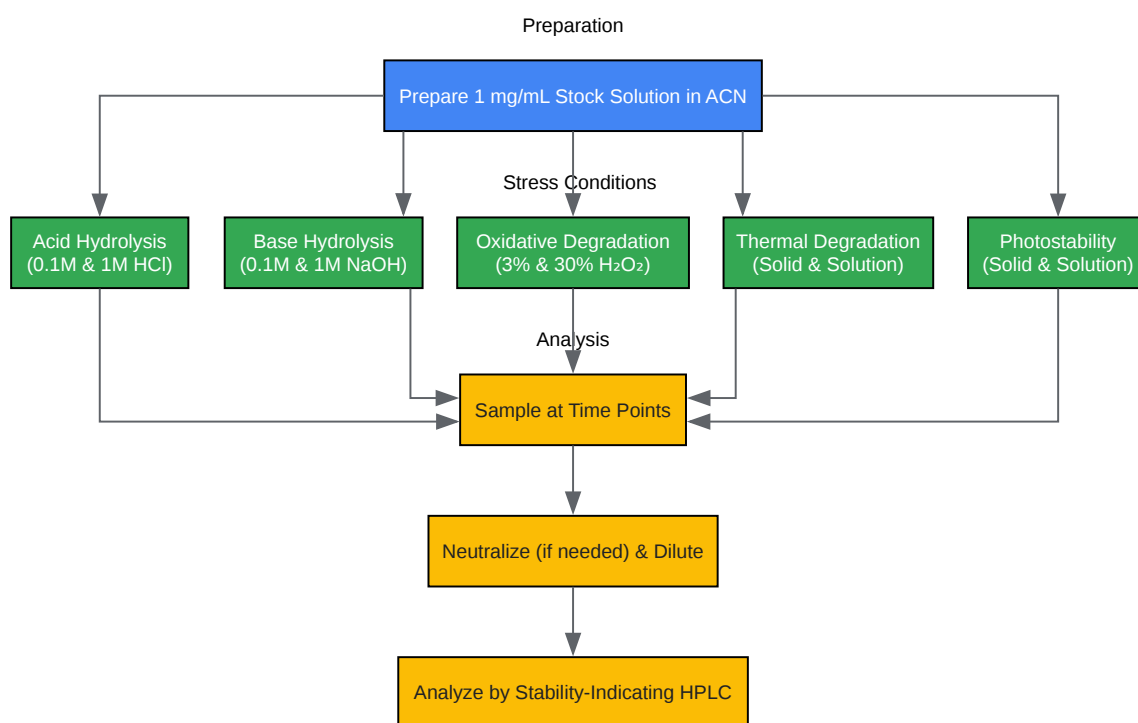 Preparation
Prepare 1 mg/mL Stock Solution in ACN
Stress Conditions
Acid Hydrolysis
(0.1M & 1M HCl)
Base Hydrolysis
(0.1M & 1M NaOH)
Oxidative Degradation
(3% & 30% H₂O₂)
Thermal Degradation
(Solid & Solution)
Photostability
(Solid & Solution)
Analysis
Sample at Time Points
Neutralize (if needed) & Dilute
Analyze by Stability-Indicating HPLC